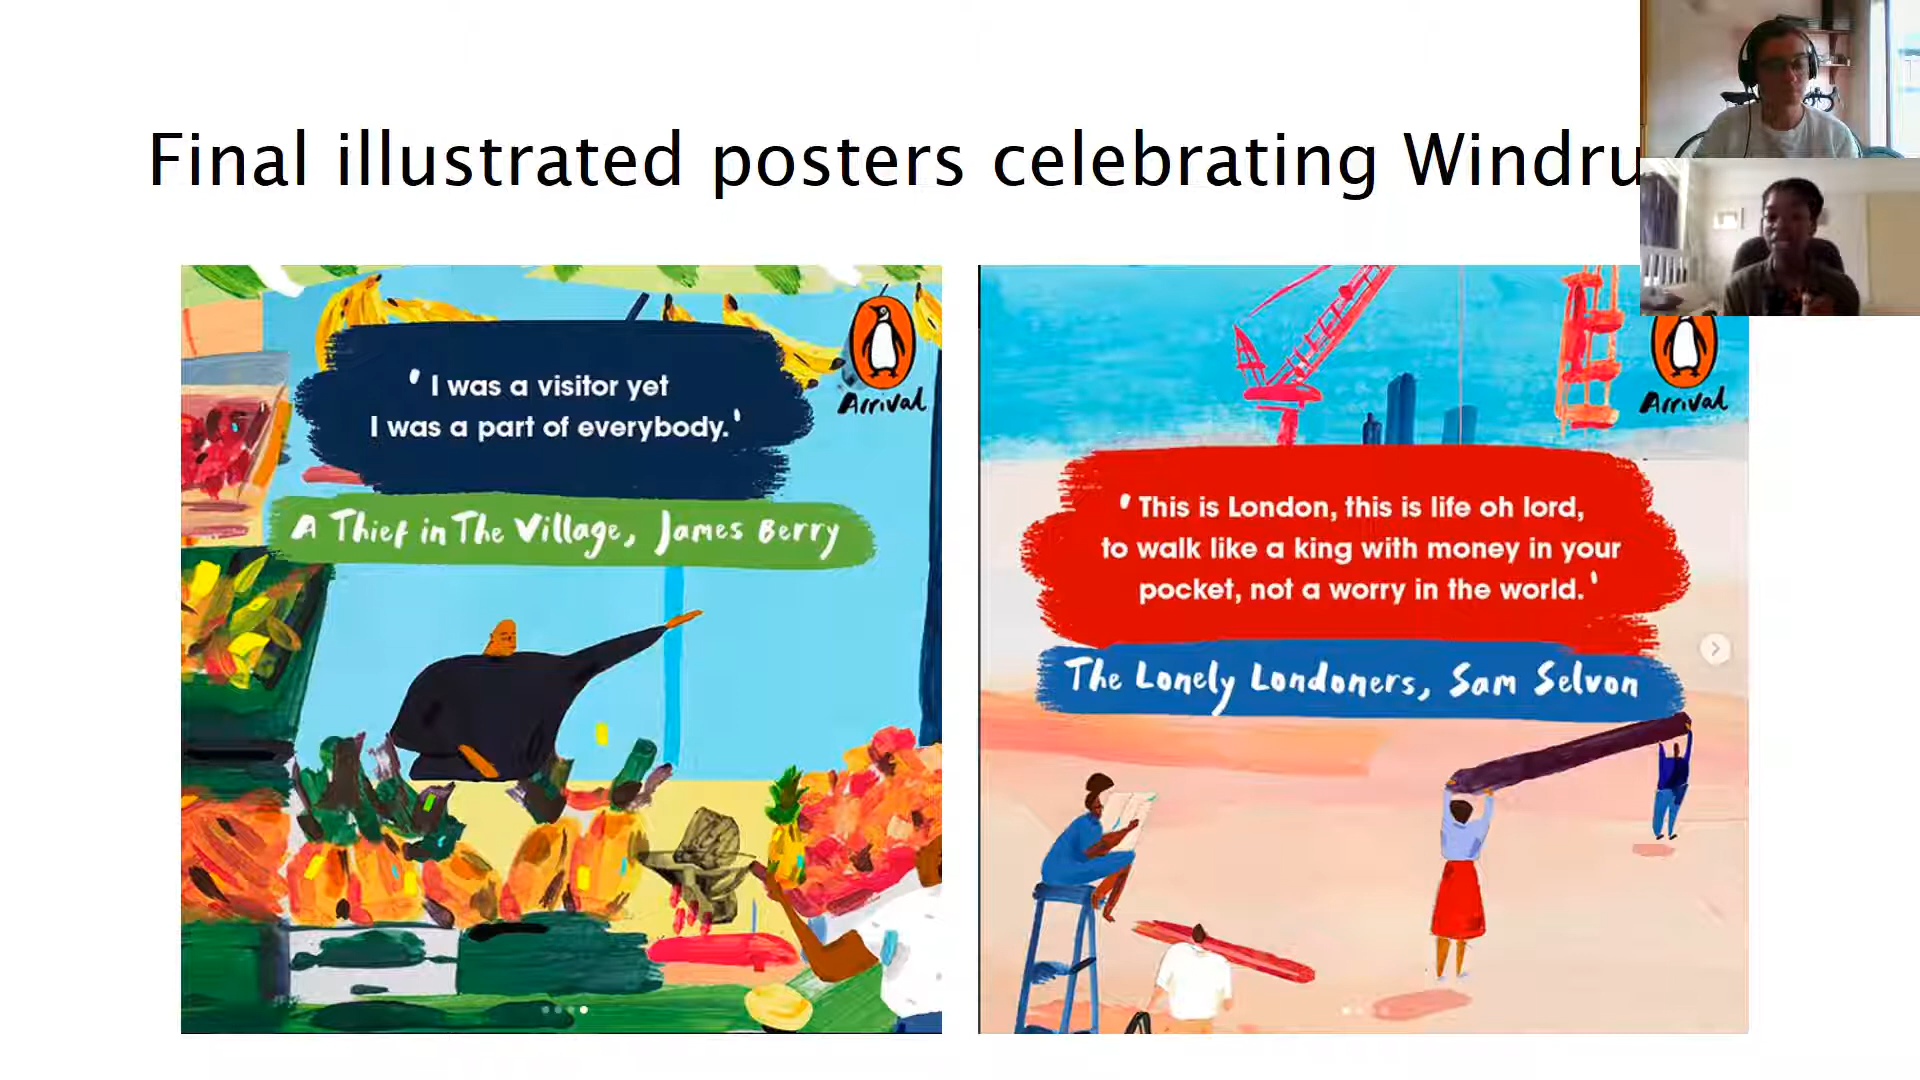 Final illustrated posters celebrating Windru
‘ I was a visitor yet
I was a part of everybody.’
Arrival
A Thief in The Village, James Berry
Arrival
‘ This is London, this is life oh lord,
to walk like a king with money in your
pocket, not a worry in the world.’
The Lonely Londoners, Sam Selvon